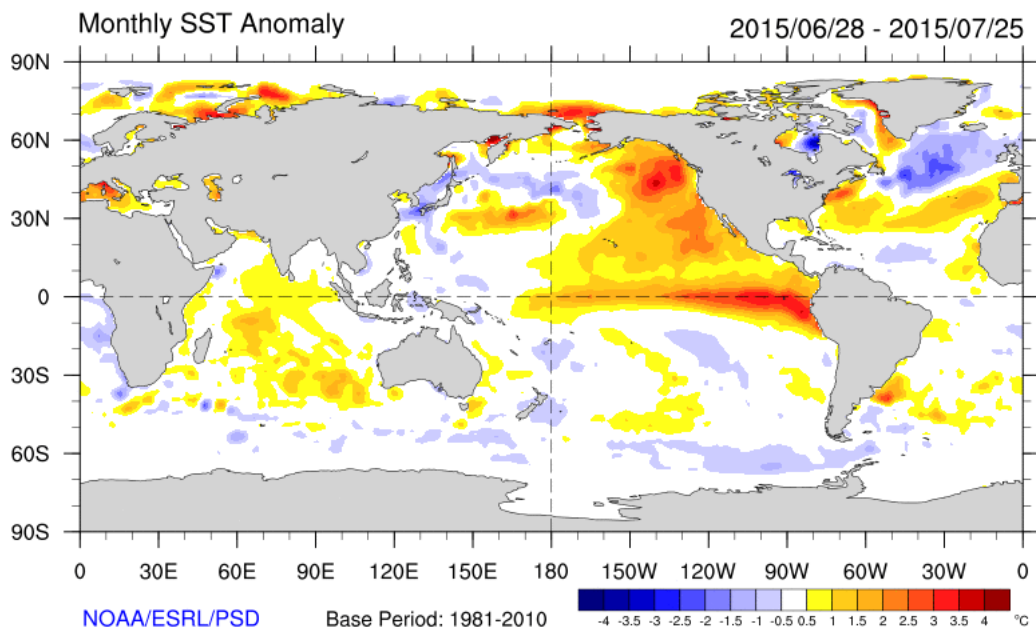 Monthly SST Anomaly 2015/06/28 - 2015/07/25
90N
60N
30N
0
30S
60S
90S
0 30E 60E 90E 120E 150E 180 150W 120W 90W 60W 30W 0
NOAA/ESRL/PSD Base Period: 1981-2010
-4 -3.5 -3 -2.5 -2 -1.5 -1 -0.5 0.5 1 1.5 2 2.5 3 3.5 4 °C